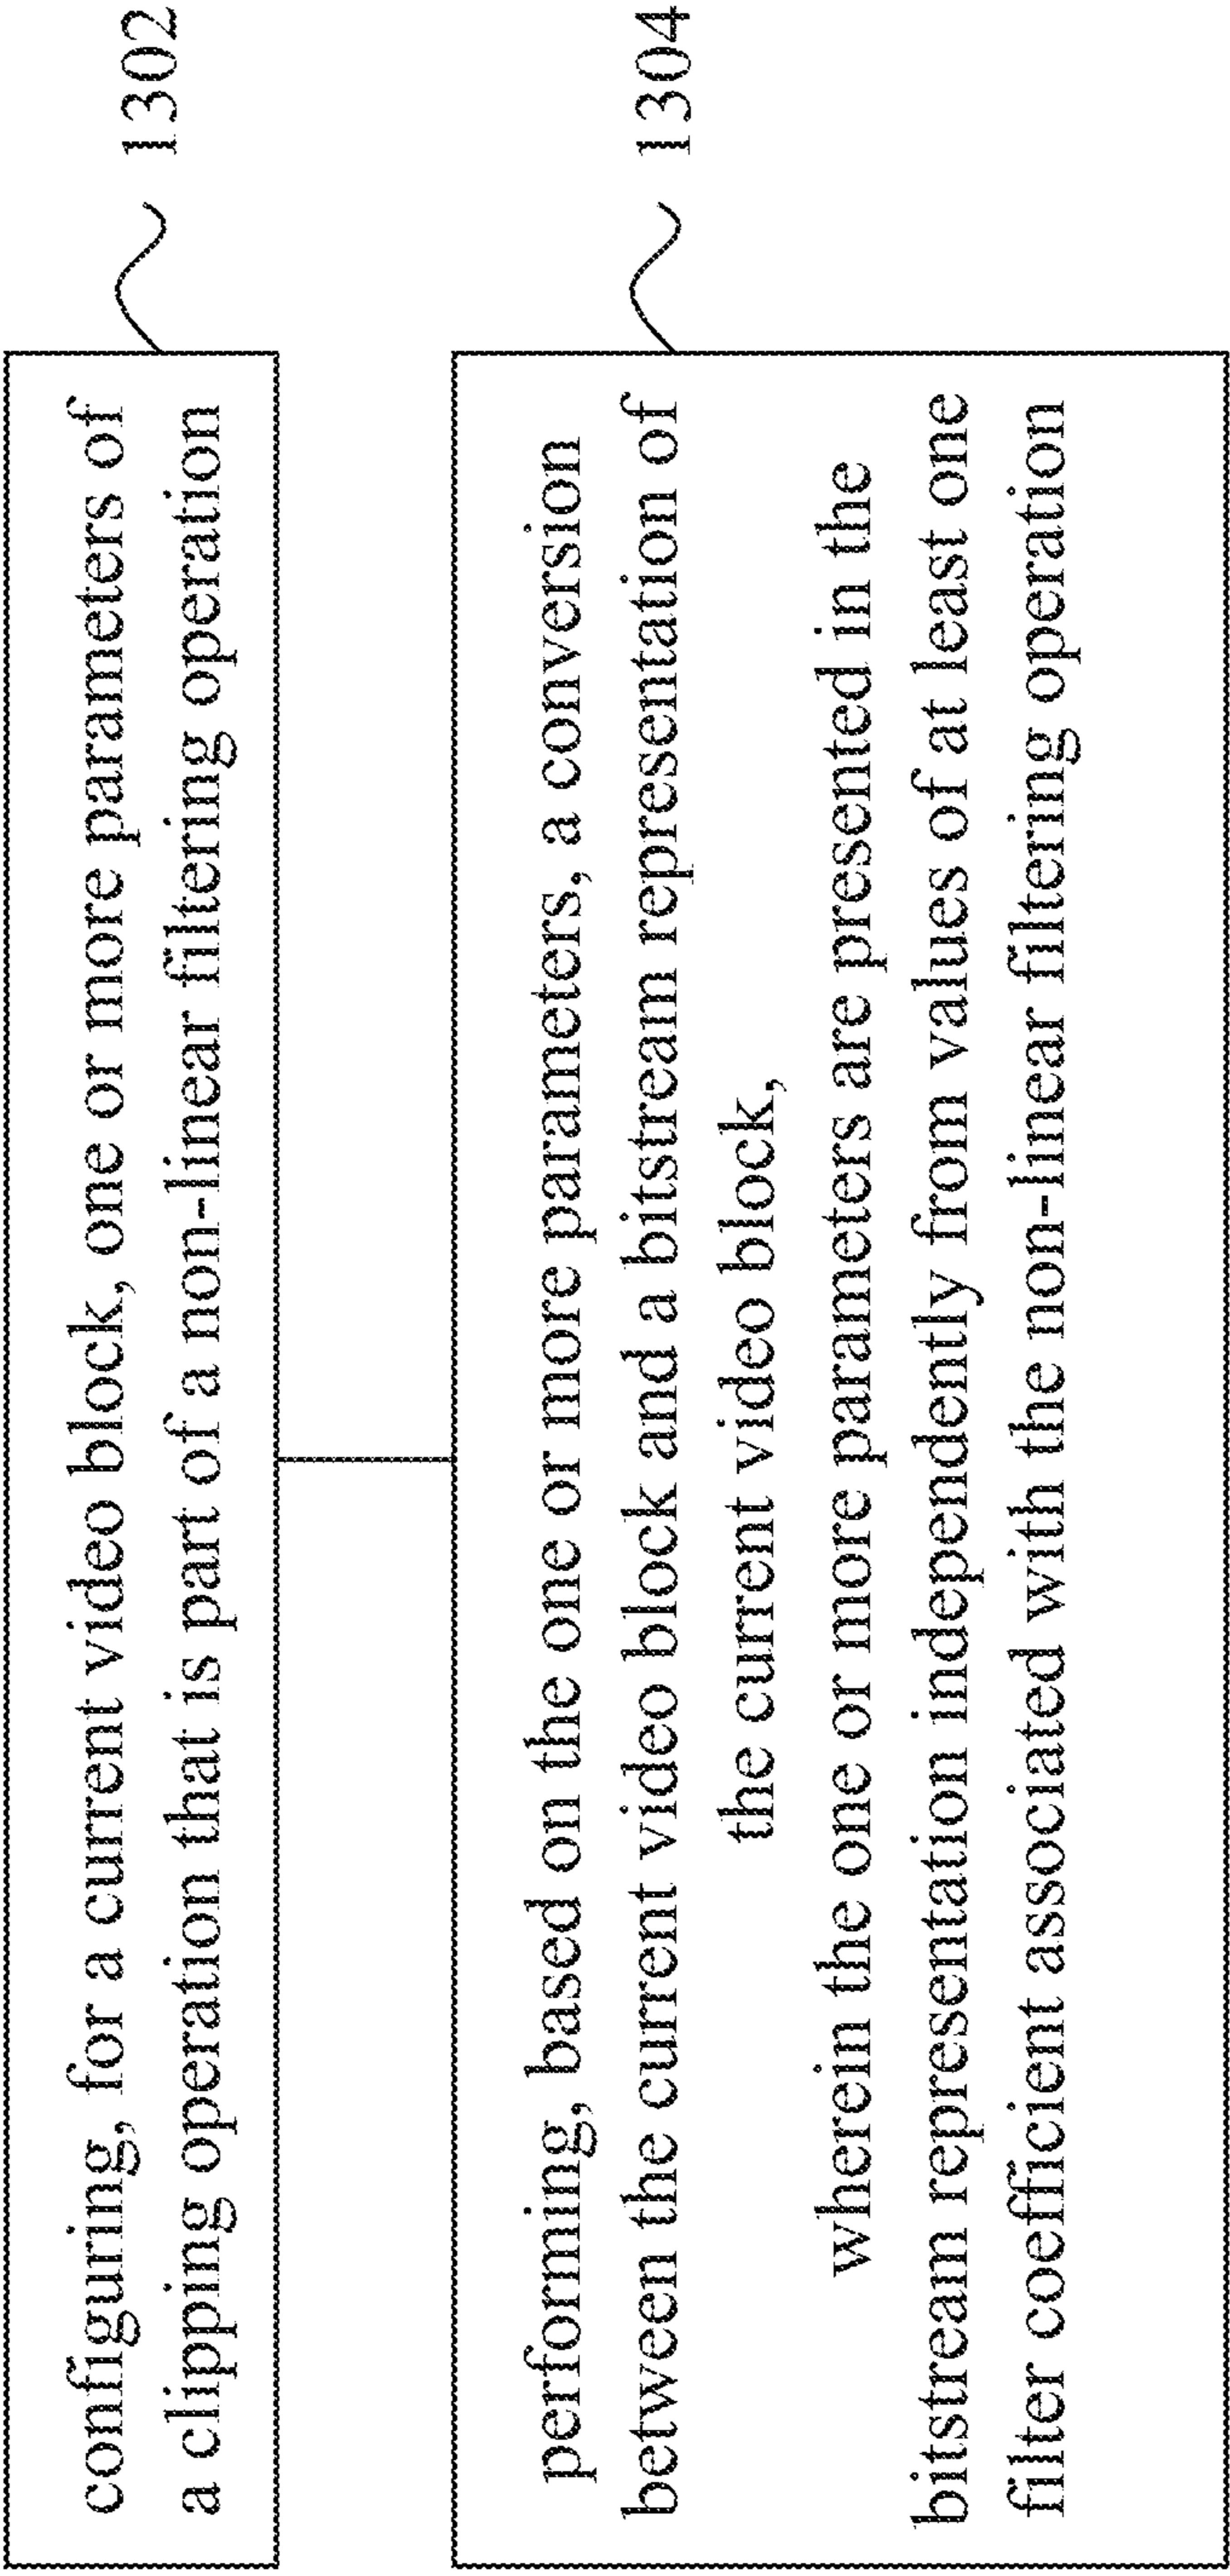 configuring, for a current video block, one or more parameters of
a clipping operation that is part of a non-linear filtering operation
1302
performing, based on the one or more parameters, a conversion
between the current video block and a bitstream representation of
the current video block,
wherein the one or more parameters are presented in the
bitstream representation independently from values of at least one
filter coefficient associated with the non-linear filtering operation
1304